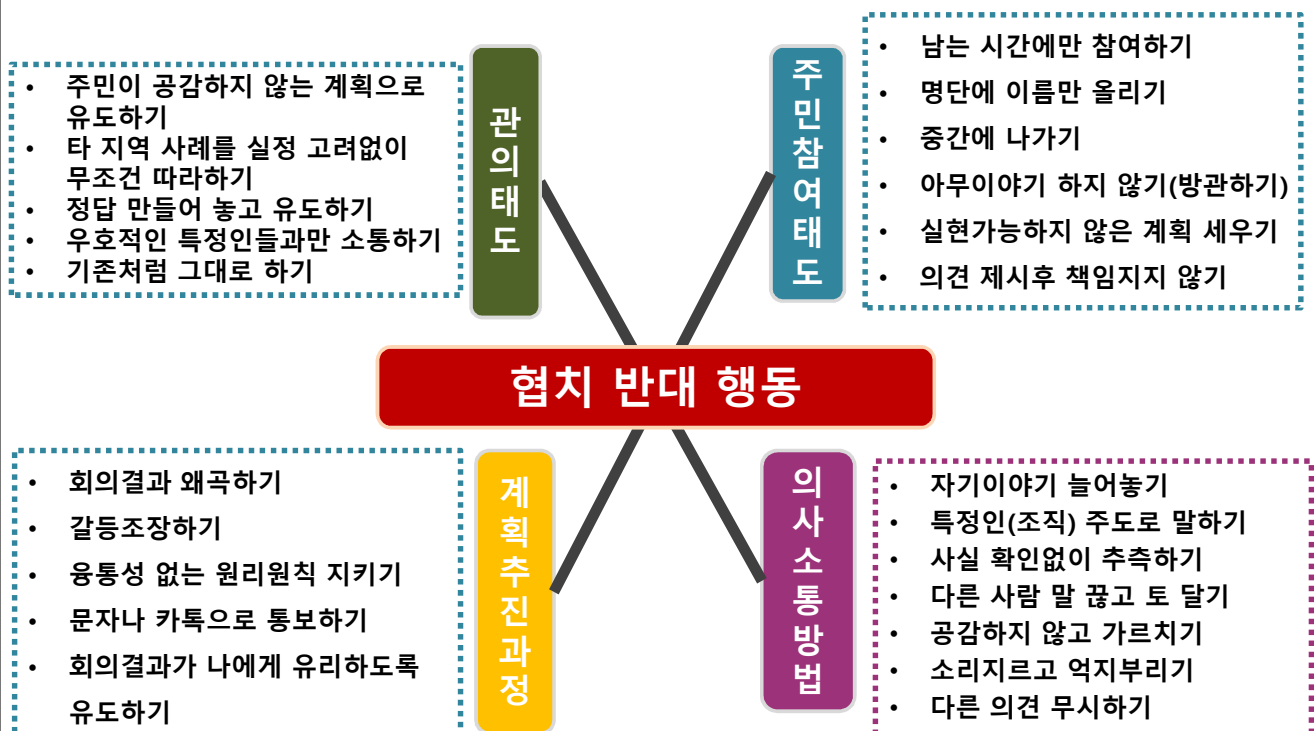 관의태도
• 주민이 공감하지 않는 계획으로
유도하기
• 타 지역 사례를 실정 고려없이
무조건 따라하기
• 정답 만들어 놓고 유도하기
• 우호적인 특정인들과만 소통하기
• 기존처럼 그대로 하기
주민참여태도
• 남는 시간에만 참여하기
• 명단에 이름만 올리기
• 중간에 나가기
• 아무이야기 하지 않기(방관하기)
• 실현가능하지 않은 계획 세우기
• 의견 제시후 책임지지 않기
협치 반대 행동
계획추진과정
• 회의결과 왜곡하기
• 갈등조장하기
• 융통성 없는 원리원칙 지키기
• 문자나 카톡으로 통보하기
• 회의결과가 나에게 유리하도록
유도하기
의사소통방법
• 자기이야기 늘어놓기
• 특정인(조직) 주도로 말하기
• 사실 확인없이 추측하기
• 다른 사람 말 끊고 토 달기
• 공감하지 않고 가르치기
• 소리지르고 억지부리기
• 다른 의견 무시하기